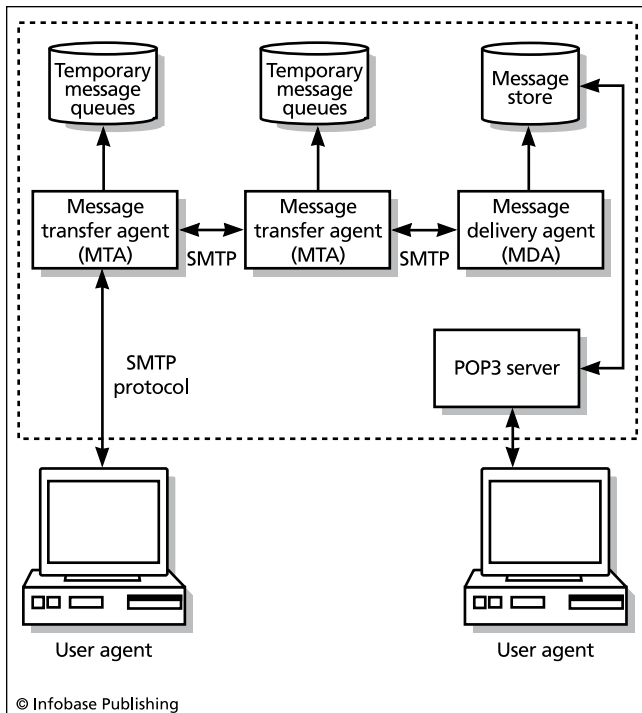 Temporary
message
queues
Temporary
message
queues
Message
store
Message
transfer agent
(MTA)
SMTP
Message
transfer agent
(MTA)
SMTP
Message
delivery agent
(MDA)
SMTP
protocol
POP3 server
User agent
User agent
© Infobase Publishing